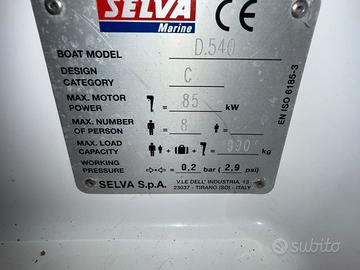 SELVA
Marine
CE
BOAT MODEL D.540
DESIGN CATEGORY C
MAX. MOTOR POWER 85 kW
MAX. NUMBER OF PERSON 8
MAX. LOAD CAPACITY + + 990 kg
WORKING PRESSURE 0,2 bar ( 2,9 psi)
SELVA S.p.A. V.LE DELL' INDUSTRIA, 13
23037 - TIRANO (SO) - ITALY
EN ISO 6185-3
subito